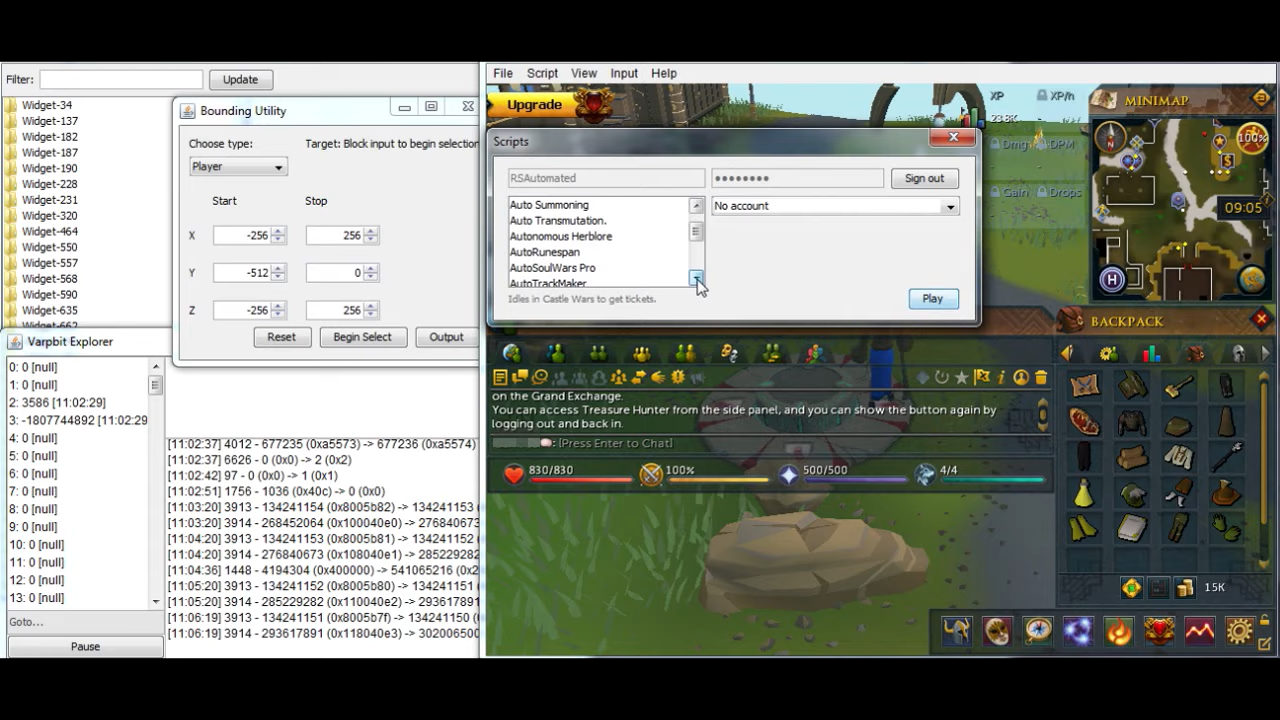 Filter:
Update
Widget-34
Widget-137
Widget-182
Widget-187
Widget-190
Widget-228
Widget-231
Widget-320
Widget-464
Widget-550
Widget-557
Widget-568
Widget-590
Widget-635
Widget-662
Bounding Utility
Choose type:
Target: Block input to begin selection
Player
Start
Stop
X
-256
256
Y
-512
0
Z
-256
256
Reset
Begin Select
Output
Varpbit Explorer
0: 0 [null]
1: 0 [null]
2: 3586 [11:02:29]
3: -1807744892 [11:02:29
4: 0 [null]
5: 0 [null]
6: 0 [null]
7: 0 [null]
8: 0 [null]
9: 0 [null]
10: 0 [null]
11: 0 [null]
12: 0 [null]
13: 0 [null]
Goto...
Pause
[11:02:37] 4012 - 677235 (0xa5573) -> 677236 (0xa5574)
[11:02:37] 6626 - 0 (0x0) -> 2 (0x2)
[11:02:42] 97 - 0 (0x0) -> 1 (0x1)
[11:02:51] 1756 - 1036 (0x40c) -> 0 (0x0)
[11:03:20] 3913 - 134241154 (0x8005b82) -> 134241153
[11:03:20] 3914 - 268452064 (0x100040e0) -> 276840673
[11:04:20] 3913 - 134241153 (0x8005b81) -> 134241152
[11:04:20] 3914 - 276840673 (0x108040e1) -> 285229282
[11:04:36] 1448 - 4194304 (0x400000) -> 541065216 (0x2
[11:05:20] 3913 - 134241152 (0x8005b80) -> 134241151
[11:05:20] 3914 - 285229282 (0x110040e2) -> 293617891
[11:06:19] 3913 - 134241151 (0x8005b7f) -> 134241150
[11:06:19] 3914 - 293617891 (0x118040e3) -> 302006500
File Script View Input Help
Upgrade
XP
XP/h
23.8K
Dmg
DPM
Gain
Drops
Scripts
RSAutomated
••••••••
Sign out
Auto Summoning
Auto Transmutation.
Autonomous Herblore
AutoRunespan
AutoSoulWars Pro
AutoTrackMaker
No account
Idles in Castle Wars to get tickets.
Play
MINIMAP
N
100%
09:05
H
BACKPACK
on the Grand Exchange.
You can access Treasure Hunter from the side panel, and you can show the button again by
logging out and back in.
[Press Enter to Chat]
830/830
100%
500/500
4/4
15K